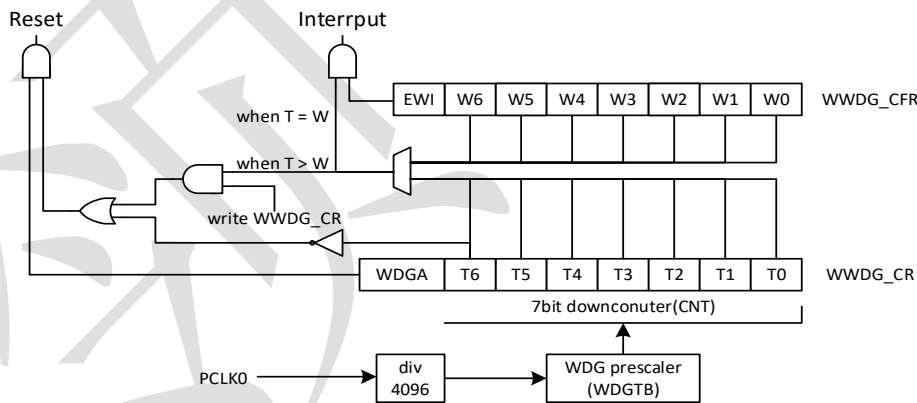 Reset
Interrput
EWI W6 W5 W4 W3 W2 W1 W0 WWDG_CFR
when T = W
when T > W
write WWDG_CR
WDGA T6 T5 T4 T3 T2 T1 T0 WWDG_CR
7bit downconuter(CNT)
PCLK0
div
4096
WDG prescaler
(WDGTB)